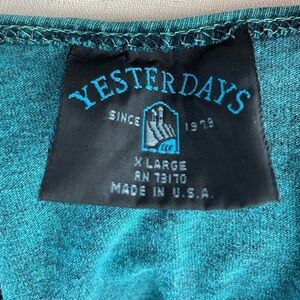 YESTERDAYS
SINCE 1979
X LARGE
RN 73170
MADE IN U.S.A.